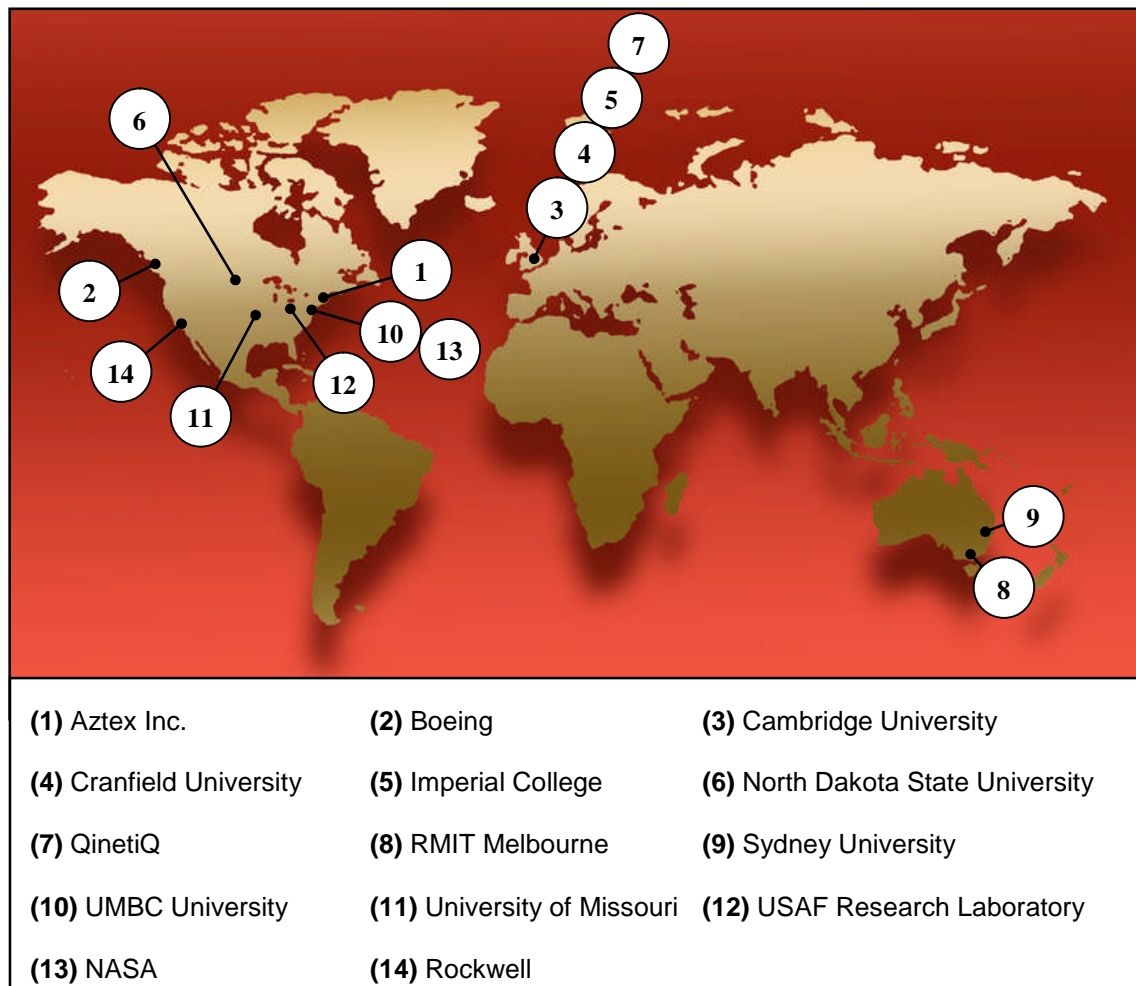 7
5
6
4
3
1
2
10
13
14
12
11
9
8
(1) Aztex Inc. (2) Boeing (3) Cambridge University
(4) Cranfield University (5) Imperial College (6) North Dakota State University
(7) QinetiQ (8) RMIT Melbourne (9) Sydney University
(10) UMBC University (11) University of Missouri (12) USAF Research Laboratory
(13) NASA (14) Rockwell